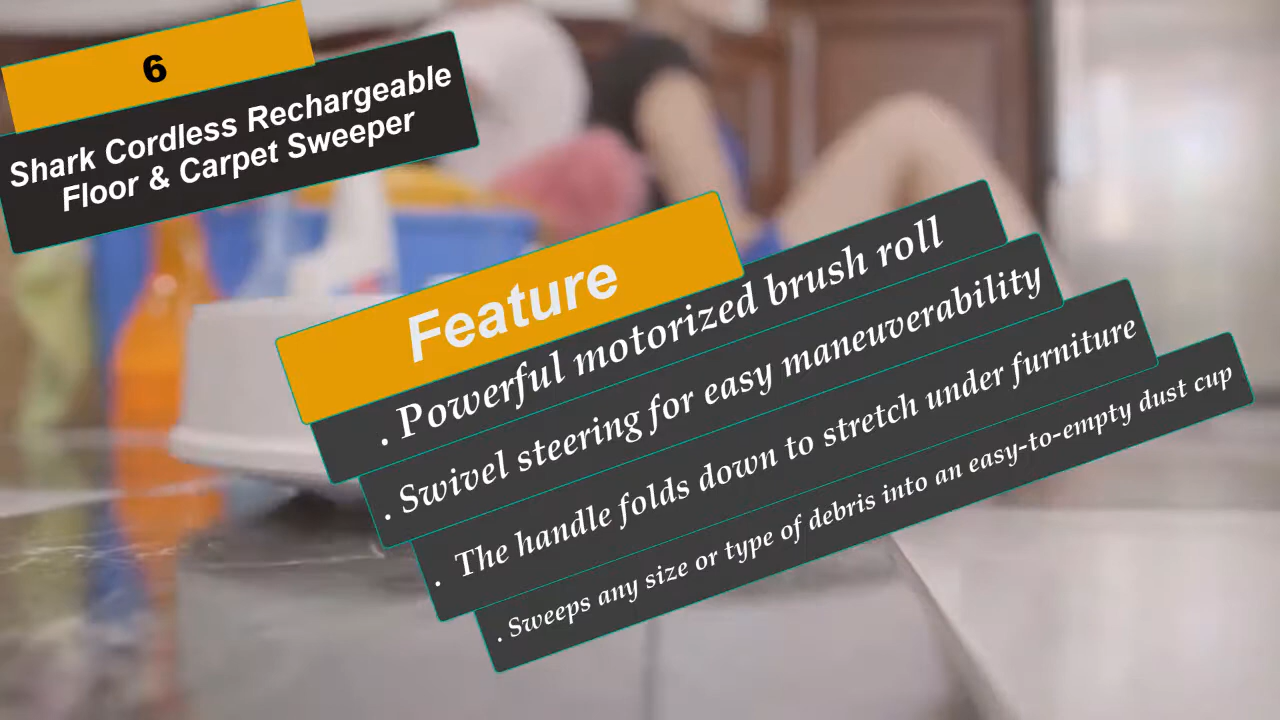 6
Shark Cordless Rechargeable
Floor & Carpet Sweeper
Feature
. Powerful motorized brush roll
. Swivel steering for easy maneuverability
. The handle folds down to stretch under furniture
. Sweeps any size or type of debris into an easy-to-empty dust cup